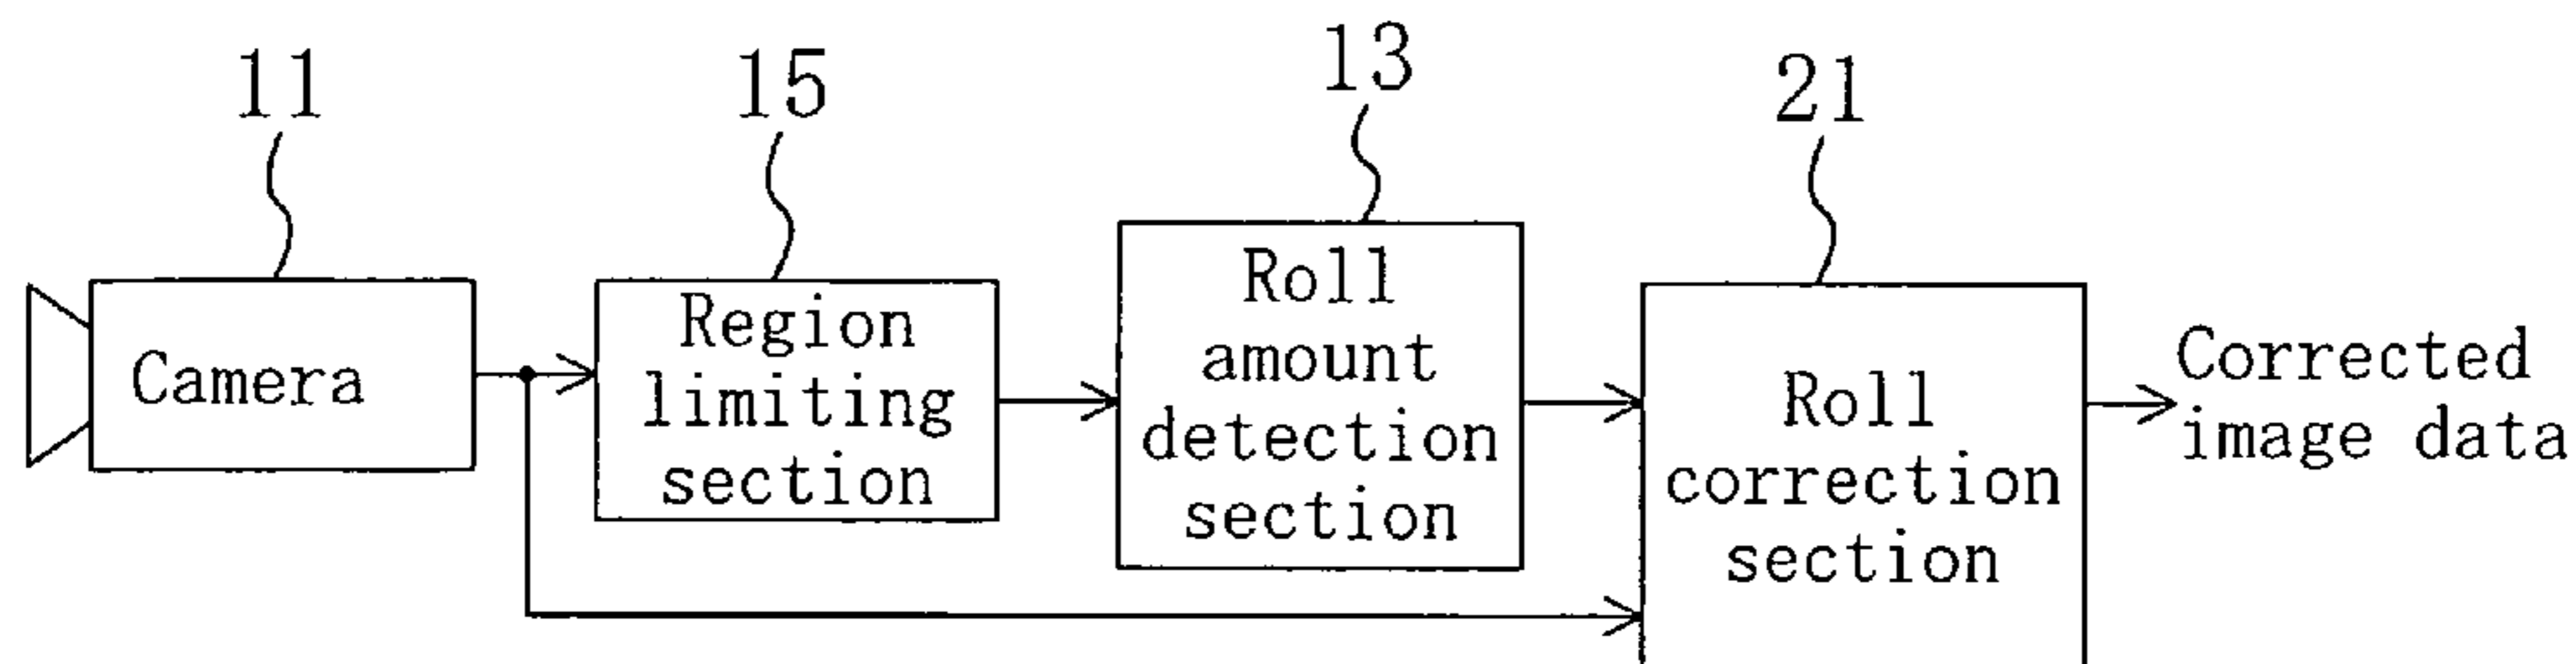 11
15
13
21
Camera
Region
limiting
section
Roll
amount
detection
section
Roll
correction
section
Corrected
image data